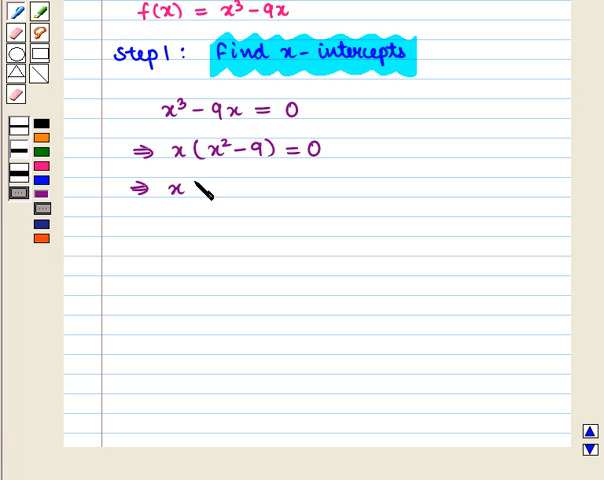 f(x) = x³ - 9x
Step 1 : Find x-intercepts
x³ - 9x = 0
⇒ x (x² - 9) = 0
⇒ x